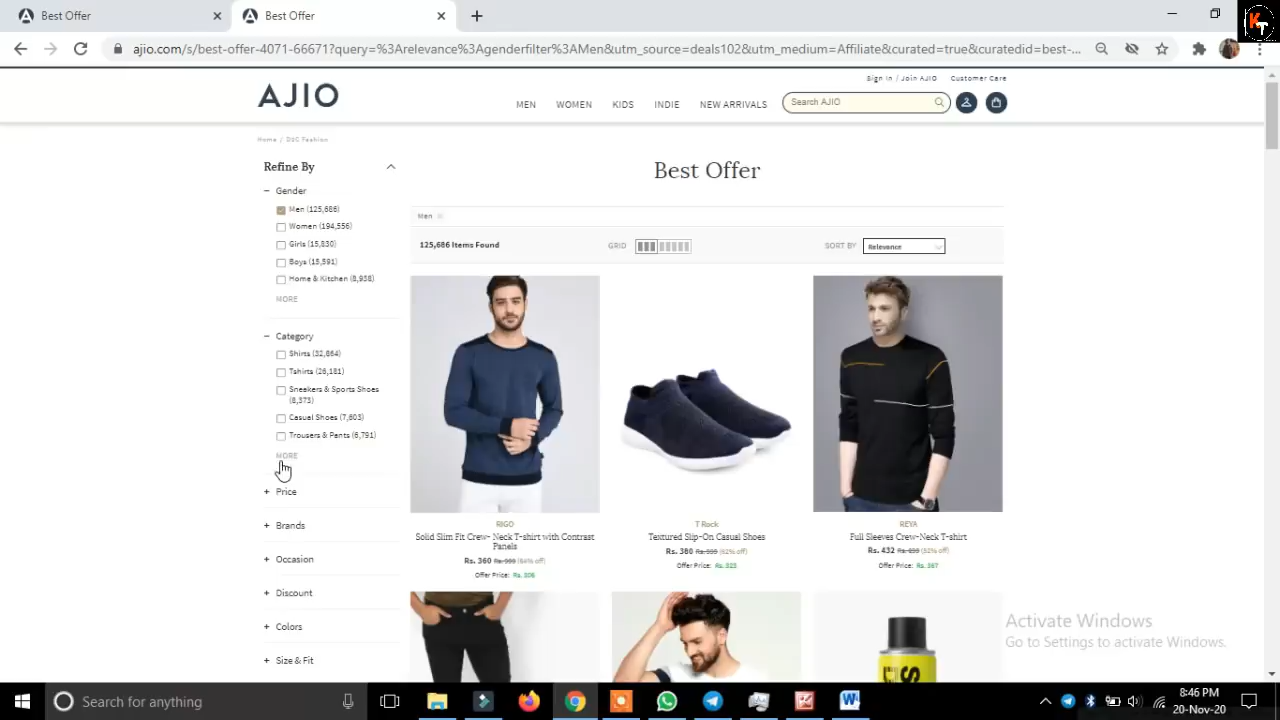 Best Offer
Best Offer
ajio.com/s/best-offer-4071-66671?query=%3Arelevance%3Agenderfilter%3AMen&utm_source=deals102&utm_medium=Affiliate&curated=true&curatedid=best-...
KT
Sign In / Join AJIO Customer Care
AJIO
MEN WOMEN KIDS INDIE NEW ARRIVALS Search AJIO
Home / D&G Fashion
Refine By
Best Offer
Gender
Men (125,686)
Women (194,556)
Girls (15,830)
Boys (15,591)
Home & Kitchen (8,958)
MORE
Men
125,686 Items Found GRID SORT BY Relevance
Category
Shirts (32,864)
Tshirts (26,181)
Sneakers & Sports Shoes
(8,373)
Casual Shoes (7,803)
Trousers & Pants (6,791)
MORE
+ Price
+ Brands
+ Occasion
+ Discount
+ Colors
+ Size & Fit
RIGO
Solid Slim Fit Crew- Neck T-shirt with Contrast
Panels
Rs. 360 (64% off)
Offer Price: Rs. 306
T Rock
Textured Slip-On Casual Shoes
Rs. 380 Rs. 999 (62% off)
Offer Price: Rs. 323
REYA
Full Sleeves Crew-Neck T-shirt
Rs. 432 Rs. 899 (52% off)
Offer Price: Rs. 367
Activate Windows
Go to Settings to activate Windows.
Search for anything
8:46 PM
20-Nov-20